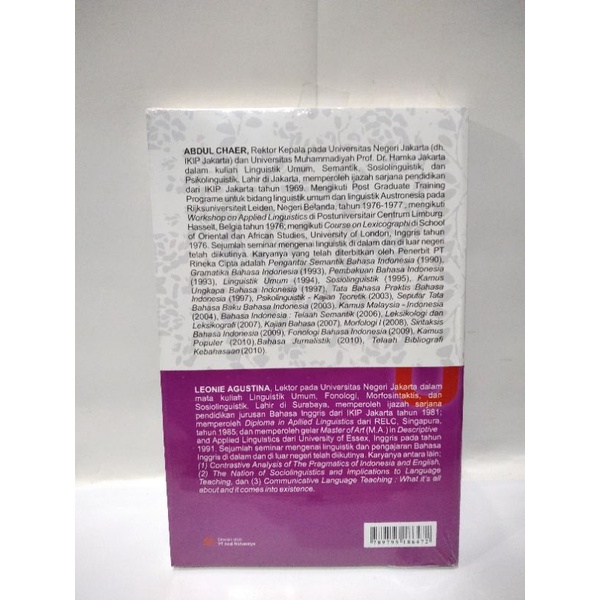 ABDUL CHAER, Rektor Kepala pada Universitas Negeri Jakarta (dh.
IKIP Jakarta) dan Universitas Muhammadiyah Prof. Dr. Hamka Jakarta
dalam kuliah Linguistik Umum, Semantik, Sosiolinguistik, dan
Psikolinguistik, Lahir di Jakarta, memperoleh ijazah sarjana pendidikan
dari IKIP Jakarta tahun 1969. Mengikuti Post Graduate Training
Programe untuk bidang linguistik umum dan linguistik Austronesia pada
Rijksuniversiteit Leiden, Negeri Belanda, tahun 1976-1977 ; mengikuti
Workshop on Applied Linguistics di Postuniversitair Centrum Limburg.
Hasselt, Belgia tahun 1976; mengikuti Course on Lexicographi di School
of Oriental dan African Studies, University of London, Inggris tahun
1976. Sejumlah seminar mengenai linguistik di dalam dan di luar negeri
telah diikutinya. Karyanya yang telah diterbitkan oleh Penerbit PT
Rineka Cipta adalah Pengantar Semantik Bahasa Indonesia (1990),
Gramatika Bahasa Indonesia (1993), Pembakuan Bahasa Indonesia
(1993), Linguistik Umum (1994), Sosiolinguistik (1995), Kamus
Ungkapa Bahasa Indonesia (1997), Tata Bahasa Praktis Bahasa
Indonesia (1997), Psikolinguistik - Kajian Teoretik (2003), Seputar Tata
Bahasa Baku Bahasa Indonesia (2003), Kamus Malaysia - Indonesia
(2004), Bahasa Indonesia : Telaah Semantik (2006), Leksikologi dan
Leksikografi (2007), Kajian Bahasa (2007), Morfologi I (2008), Sintaksis
Bahasa Indonesia (2009), Fonologi Bahasa Indonesia (2009), Kamus
Populer (2010), Bahasa Jurnalistik (2010), Telaah Bibliografi
Kebahasaan (2010).
LEONIE AGUSTINA, Lektor pada Universitas Negeri Jakarta dalam
mata kuliah Linguistik Umum, Fonologi, Morfosintaktis, dan
Sosiolinguistik. Lahir di Surabaya, memperoleh ijazah sarjana
pendidikan jurusan Bahasa Inggris dari IKIP Jakarta tahun 1981;
memperoleh Diploma in Apllied Linguistics dari RELC, Singapura,
tahun 1985, dan memperoleh gelar Master of Art (M.A.) in Descriptive
and Applied Linguistics dari University of Essex, Inggris pada tahun
1991. Sejumlah seminar mengenai linguistik dan pengajaran Bahasa
Inggris di dalam dan di luar negeri telah diikutinya. Karyanya antara lain;
(1) Contrastive Analysis of The Pragmatics of Indonesia and English,
(2) The Nation of Sociolinguistics and Implications to Language
Teaching, dan (3) Communicative Language Teaching : What it's all
about and it comes into existence.